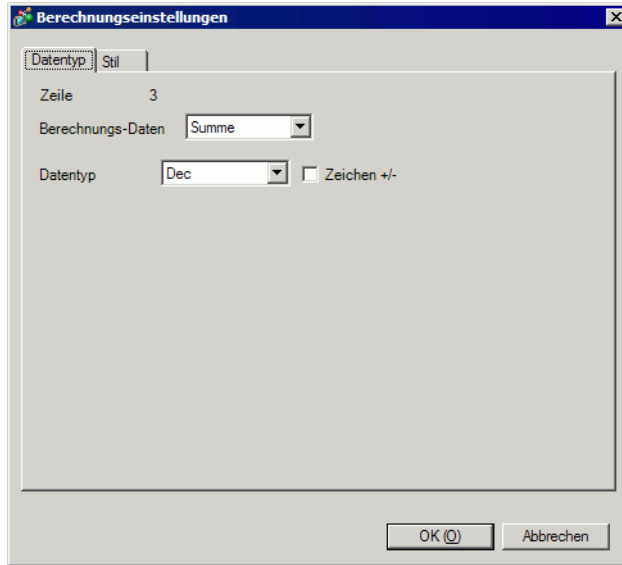 Berechnungseinstellungen
Datentyp Stil
Zeile 3
Berechnungs-Daten Summe
Datentyp Dec Zeichen +/-
OK (O) Abbrechen